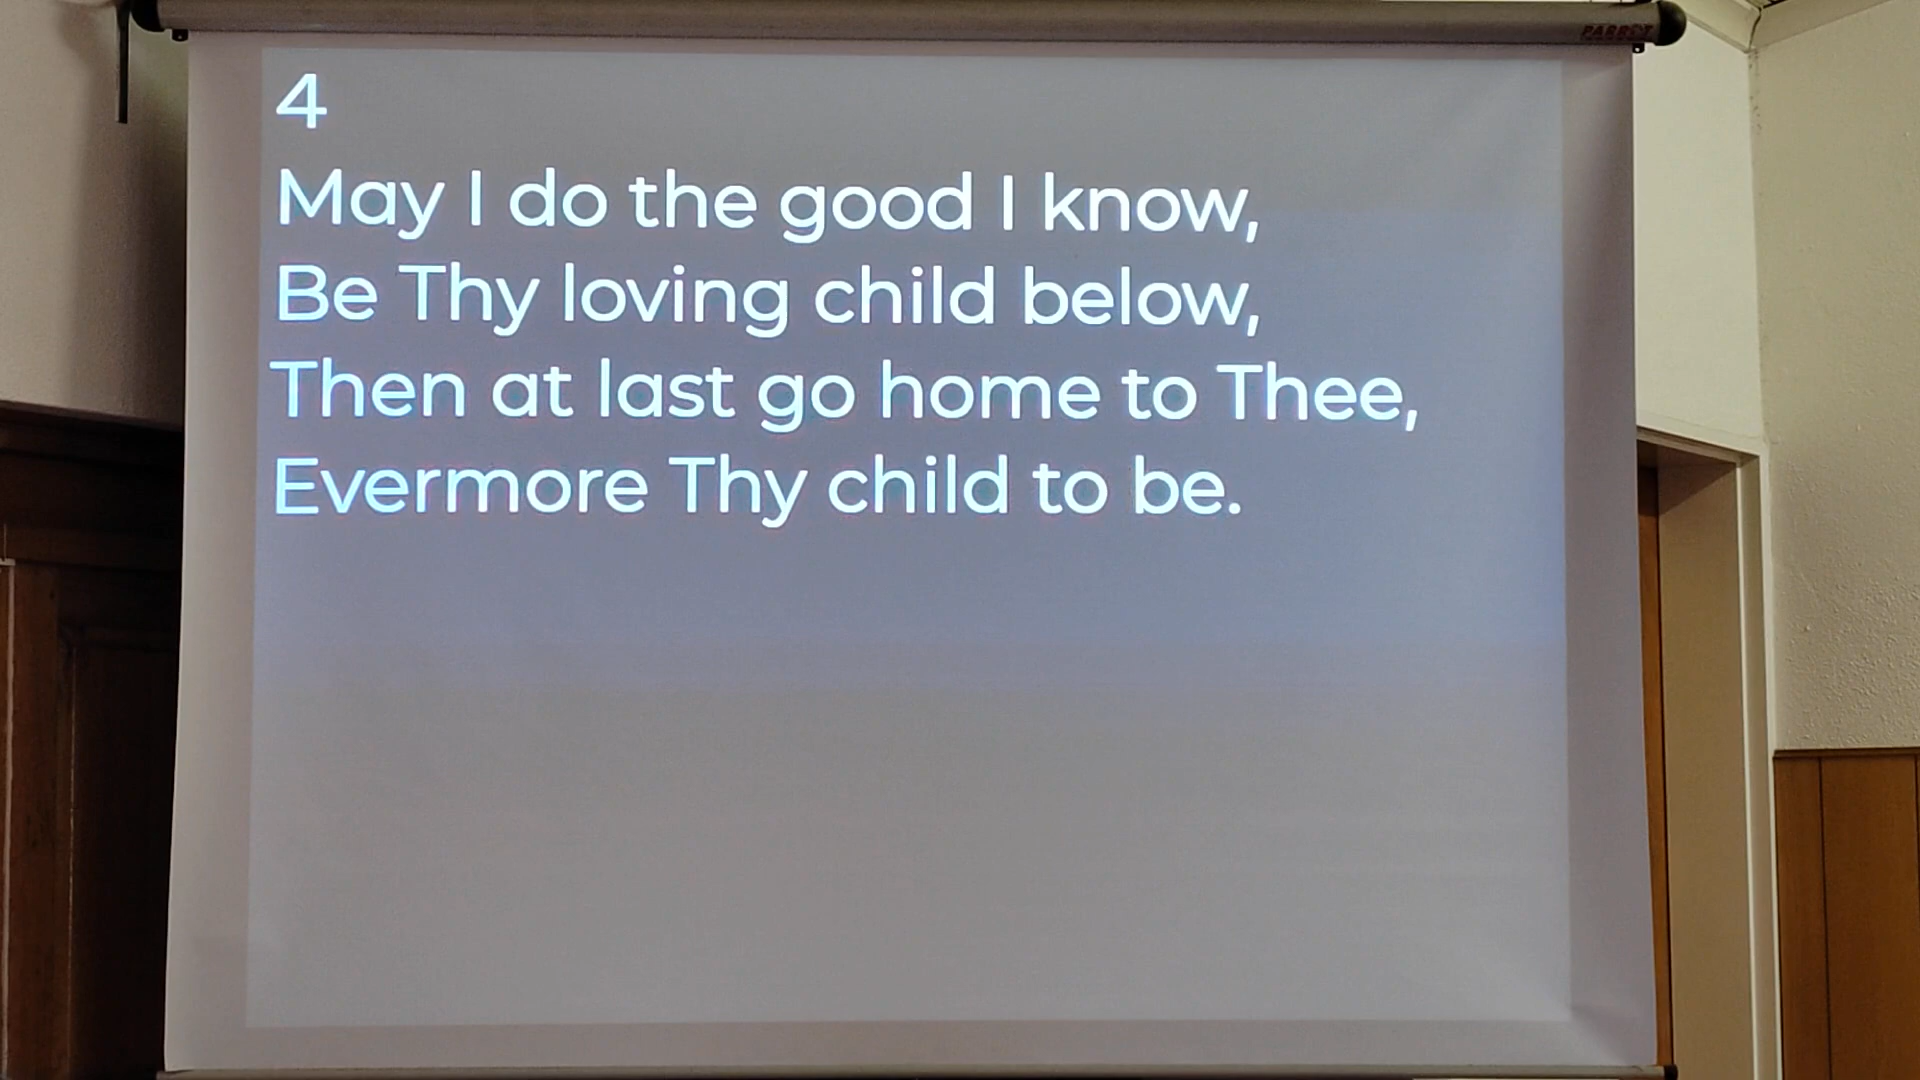 PARROT
4
May I do the good I know,
Be Thy loving child below,
Then at last go home to Thee,
Evermore Thy child to be.